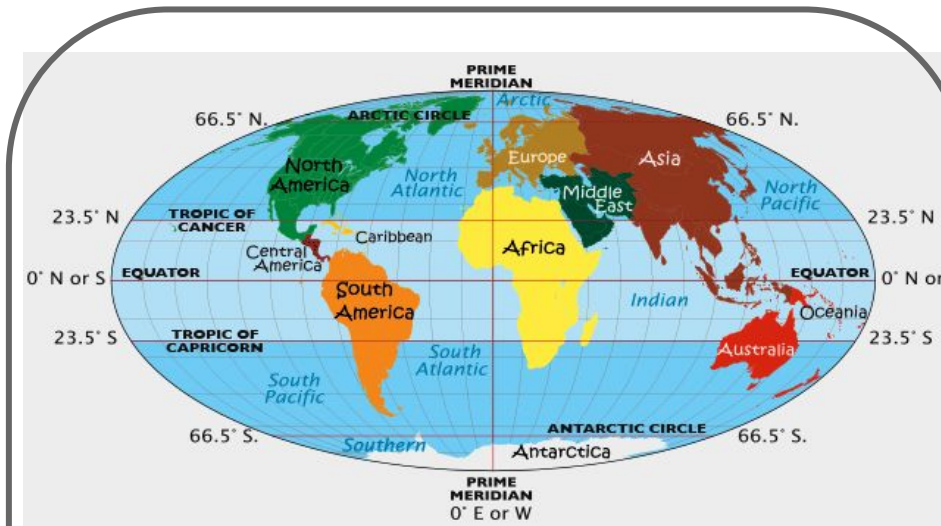 PRIME
MERIDIAN
Arctic
66.5° N.
ARCTIC CIRCLE
66.5° N.
North
America
North
Atlantic
Europe
Asia
Middle
East
North
Pacific
23.5° N
TROPIC OF
CANCER
23.5° N
Central
America
Caribbean
Africa
0° N or S
EQUATOR
EQUATOR
0° N or
South
America
Indian
Oceania
23.5° S
TROPIC OF
CAPRICORN
South
Atlantic
Australia
23.5° S
South
Pacific
66.5° S.
Southern
ANTARCTIC CIRCLE
66.5° S.
Antarctica
PRIME
MERIDIAN
0° E or W